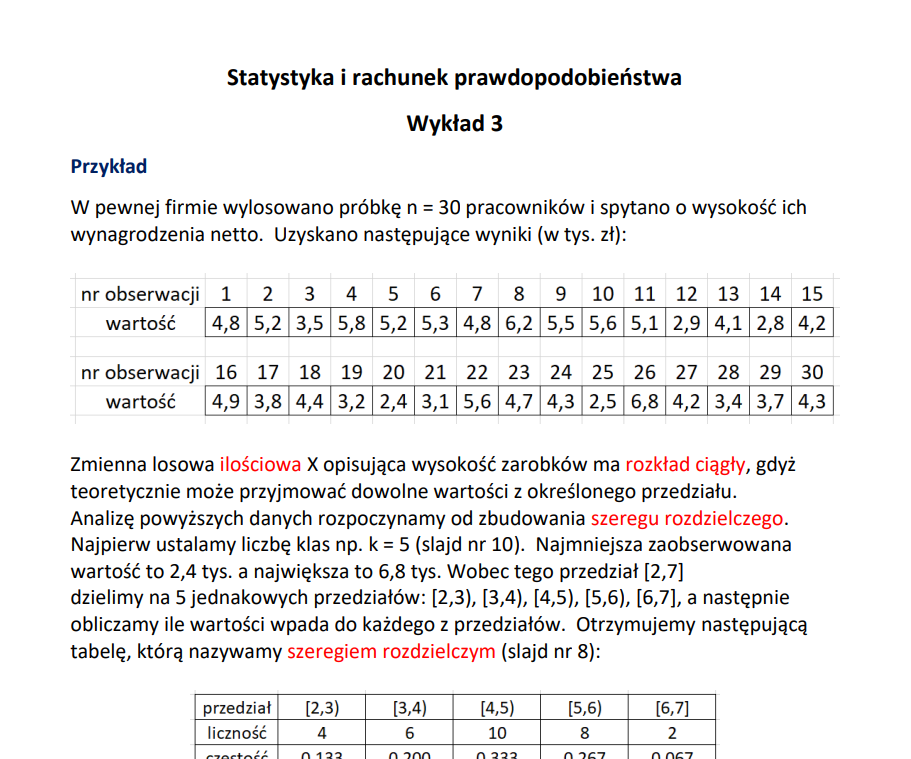 Statystyka i rachunek prawdopodobieństwa
Wykład 3
Przykład
W pewnej firmie wylosowano próbkę n = 30 pracowników i spytano o wysokość ich
wynagrodzenia netto. Uzyskano następujące wyniki (w tys. zł):
nr obserwacji 1 2 3 4 5 6 7 8 9 10 11 12 13 14 15
wartość 4,8 5,2 3,5 5,8 5,2 5,3 4,8 6,2 5,5 5,6 5,1 2,9 4,1 2,8 4,2
nr obserwacji 16 17 18 19 20 21 22 23 24 25 26 27 28 29 30
wartość 4,9 3,8 4,4 3,2 2,4 3,1 5,6 4,7 4,3 2,5 6,8 4,2 3,4 3,7 4,3
Zmienna losowa ilościowa X opisująca wysokość zarobków ma rozkład ciągły, gdyż
teoretycznie może przyjmować dowolne wartości z określonego przedziału.
Analizę powyższych danych rozpoczynamy od zbudowania szeregu rozdzielczego.
Najpierw ustalamy liczbę klas np. k = 5 (slajd nr 10). Najmniejsza zaobserwowana
wartość to 2,4 tys. a największa to 6,8 tys. Wobec tego przedział [2,7]
dzielimy na 5 jednakowych przedziałów: [2,3), [3,4), [4,5), [5,6), [6,7], a następnie
obliczamy ile wartości wpada do każdego z przedziałów. Otrzymujemy następującą
tabelę, którą nazywamy szeregiem rozdzielczym (slajd nr 8):
przedział [2,3) [3,4) [4,5) [5,6) [6,7]
liczność 4 6 10 8 2
częstość 0,133 0,200 0,333 0,267 0,067